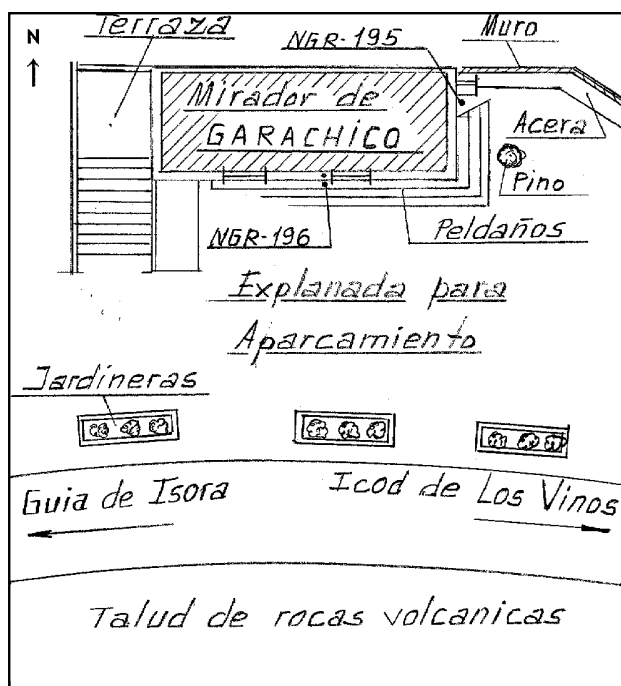 Terraza
NGR-195
Muro
N
Mirador de
GARACHICO
Acera
Pino
NGR-196
Peldaños
Explanada para
Aparcamiento
Jardineras
Guia de Isora
Icod de Los Vinos
Talud de rocas volcanicas